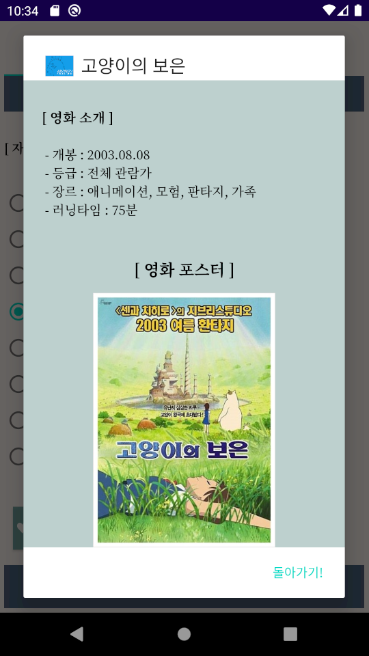 10:34
고양이의 보은
[ 영화 소개 ]
[ 자
- 개봉 : 2003.08.08
- 등급 : 전체 관람가
- 장르 : 애니메이션, 모험, 판타지, 가족
- 러닝타임 : 75분
[ 영화 포스터 ]
<센과 치히로>의 지브리스튜디오
2003 여름 환타지
고양이의 보은
돌아가기!